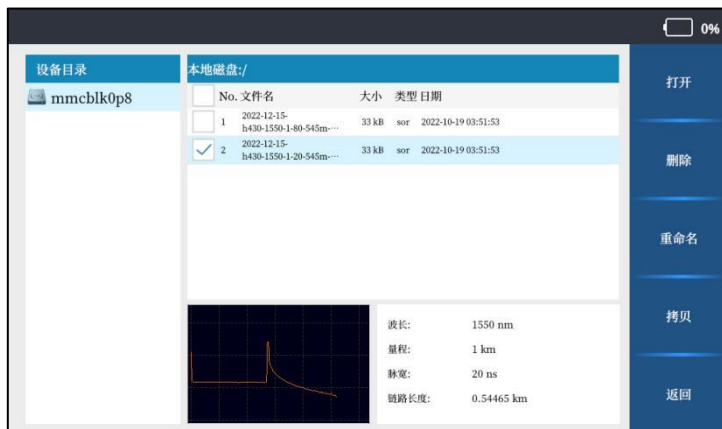 0%
设备目录
mmcblk0p8
本地磁盘:/
No. 文件名 大小 类型 日期
1 2022-12-15-
h430-1550-1-80-545m-··· 33 kB sor 2022-10-19 03:51:53
2 2022-12-15-
h430-1550-1-20-545m-··· 33 kB sor 2022-10-19 03:51:53
波长: 1550 nm
量程: 1 km
脉宽: 20 ns
链路长度: 0.54465 km
打开
删除
重命名
拷贝
返回